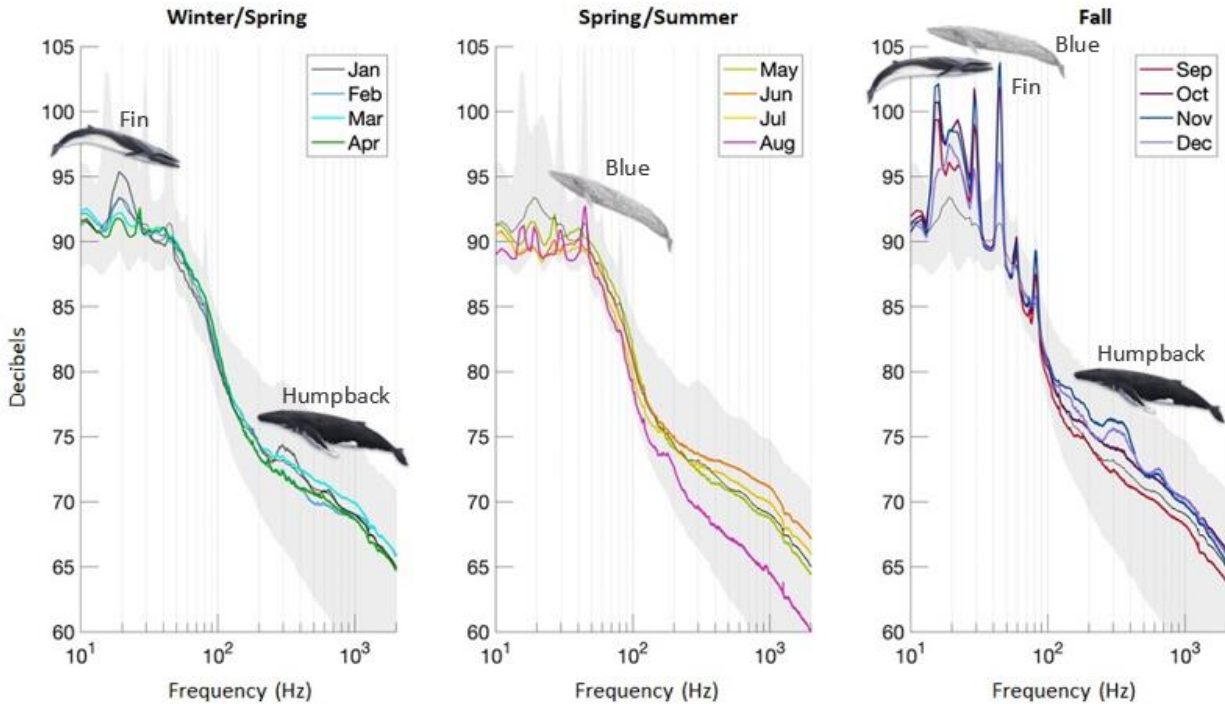 Winter/Spring
105
100
95
90
85
80
75
70
65
60
Decibels
Jan
Feb
Mar
Apr
Fin
Humpback
10¹
10²
10³
Frequency (Hz)
Spring/Summer
105
100
95
90
85
80
75
70
65
60
May
Jun
Jul
Aug
Blue
10¹
10²
10³
Frequency (Hz)
Fall
105
100
95
90
85
80
75
70
65
60
Blue
Fin
Sep
Oct
Nov
Dec
Humpback
10¹
10²
10³
Frequency (Hz)